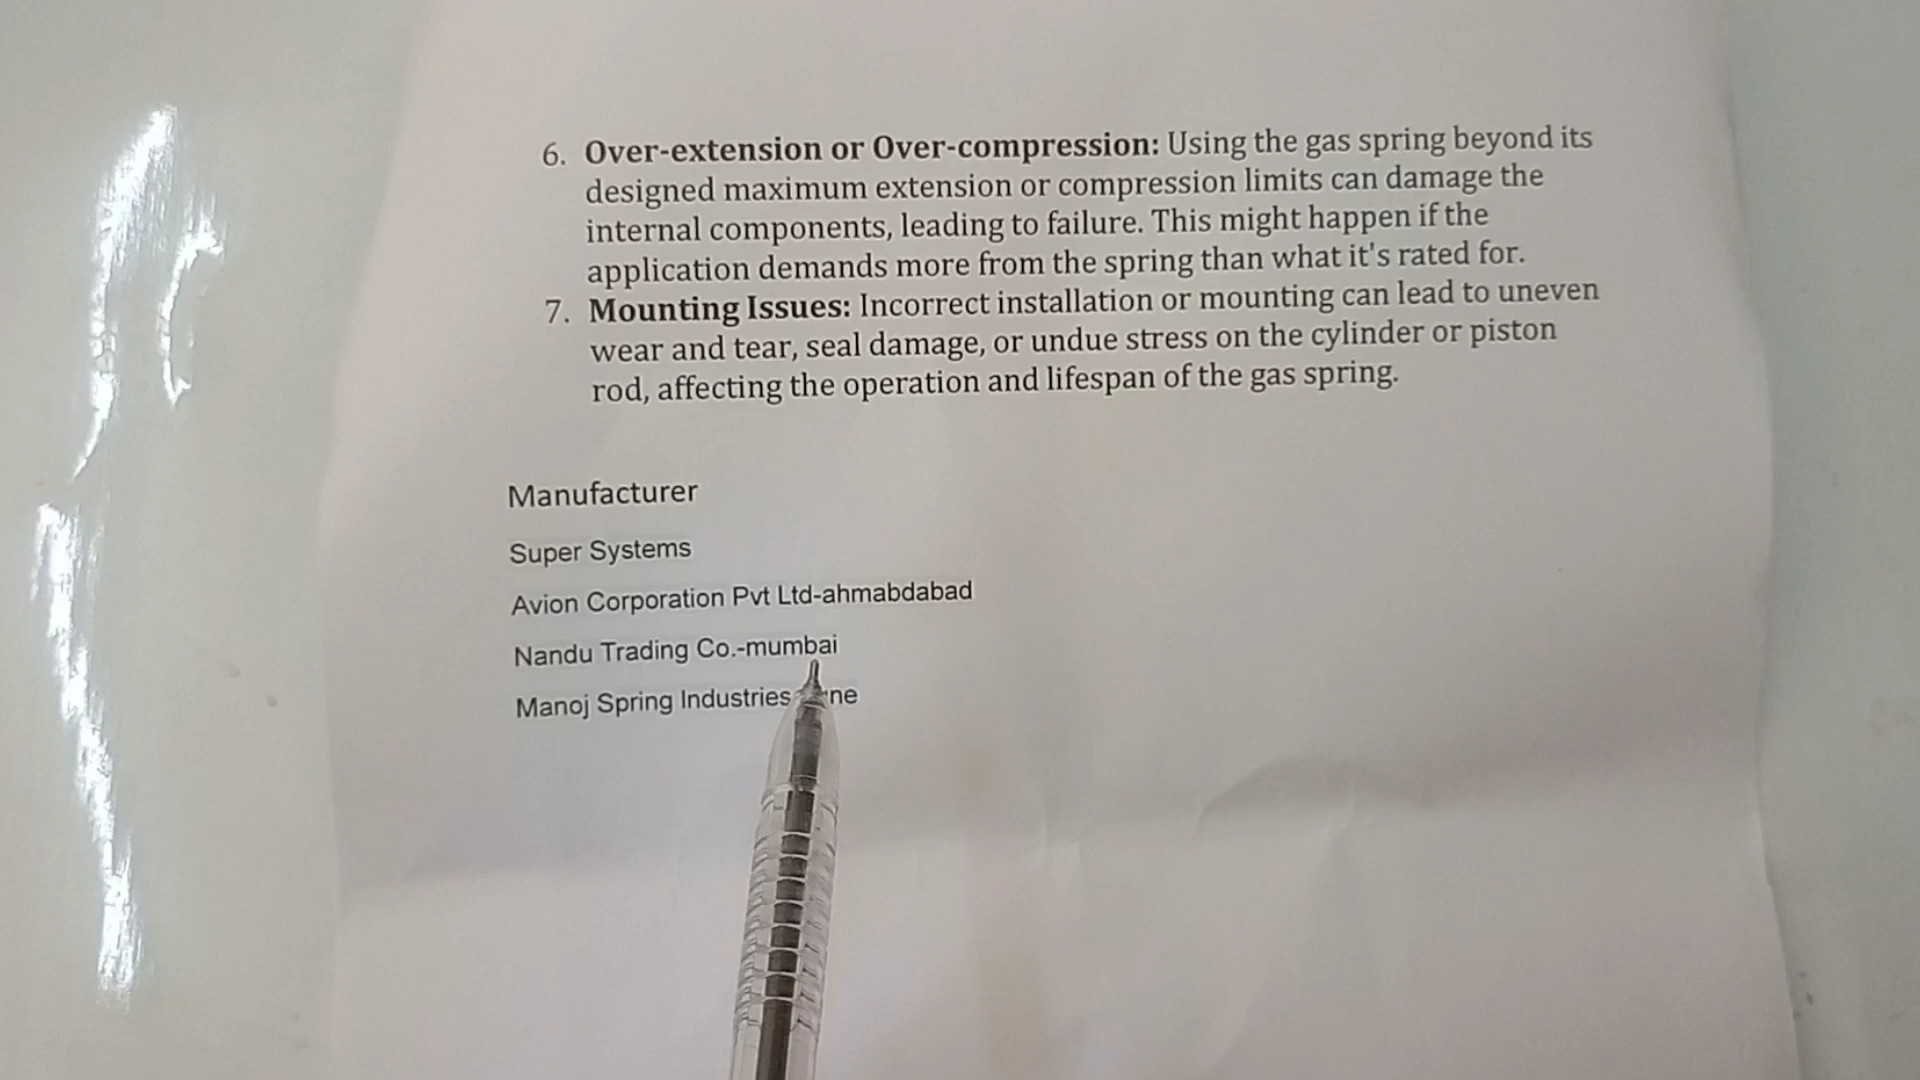 6. Over-extension or Over-compression: Using the gas spring beyond its
designed maximum extension or compression limits can damage the
internal components, leading to failure. This might happen if the
application demands more from the spring than what it's rated for.
7. Mounting Issues: Incorrect installation or mounting can lead to uneven
wear and tear, seal damage, or undue stress on the cylinder or piston
rod, affecting the operation and lifespan of the gas spring.
Manufacturer
Super Systems
Avion Corporation Pvt Ltd-ahmabdabad
Nandu Trading Co.-mumbai
Manoj Spring Industries